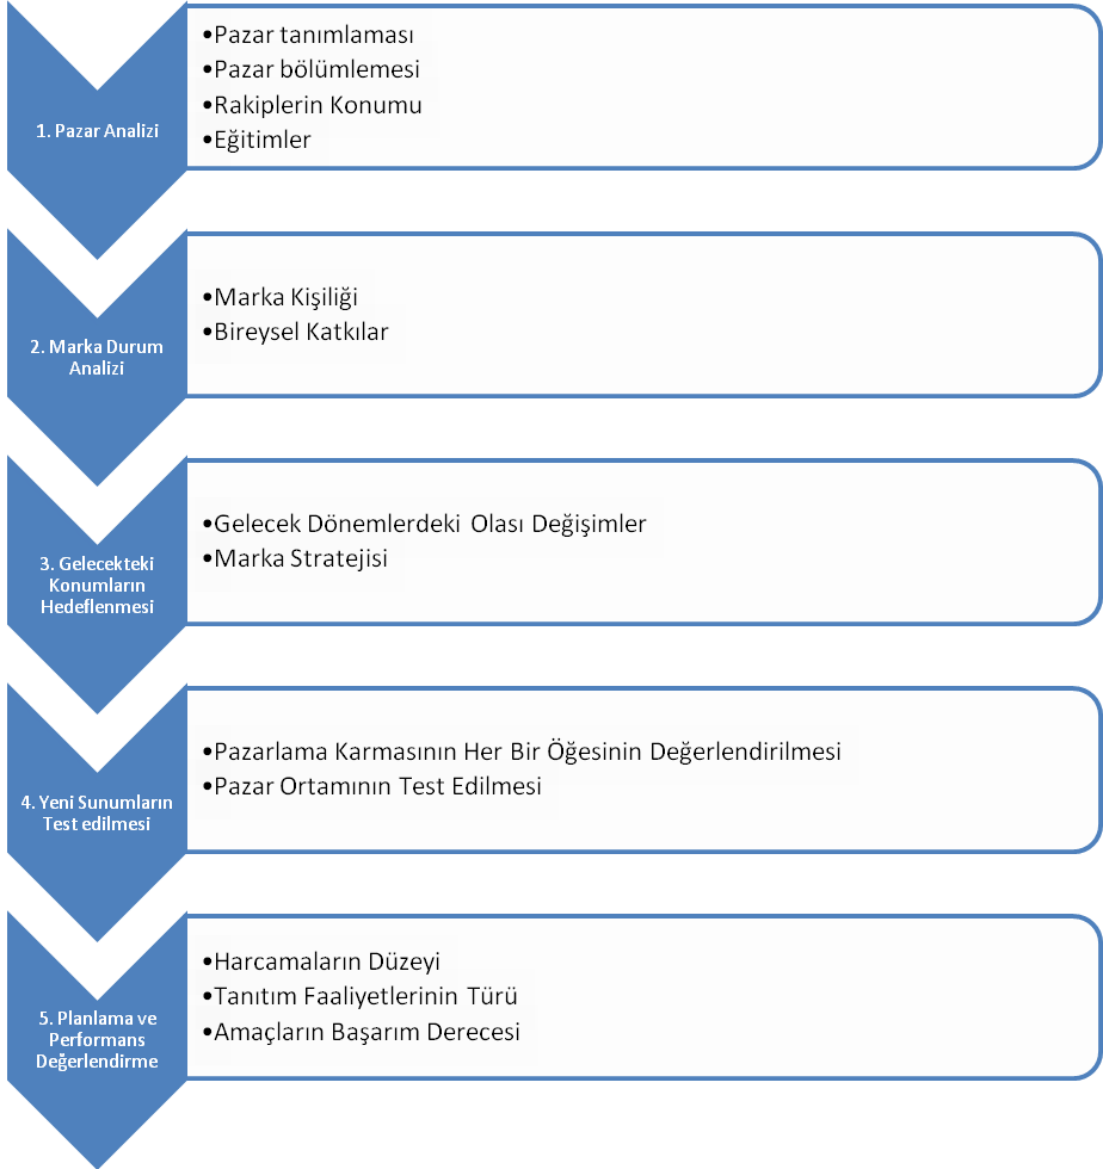 1. Pazar Analizi
•Pazar tanımlaması
•Pazar bölümlemesi
•Rakiplerin Konumu
•Eğitimler
2. Marka Durum
Analizi
•Marka Kişiliği
•Bireysel Katkılar
3. Gelecekteki
Konumların
Hedeflenmesi
•Gelecek Dönemlerdeki Olası Değişimler
•Marka Stratejisi
4. Yeni Sunumların
Test edilmesi
•Pazarlama Karmasının Her Bir Öğesinin Değerlendirilmesi
•Pazar Ortamının Test Edilmesi
5. Planlama ve
Performans
Değerlendirme
•Harcamaların Düzeyi
•Tanıtım Faaliyetlerinin Türü
•Amaçların Başarım Derecesi